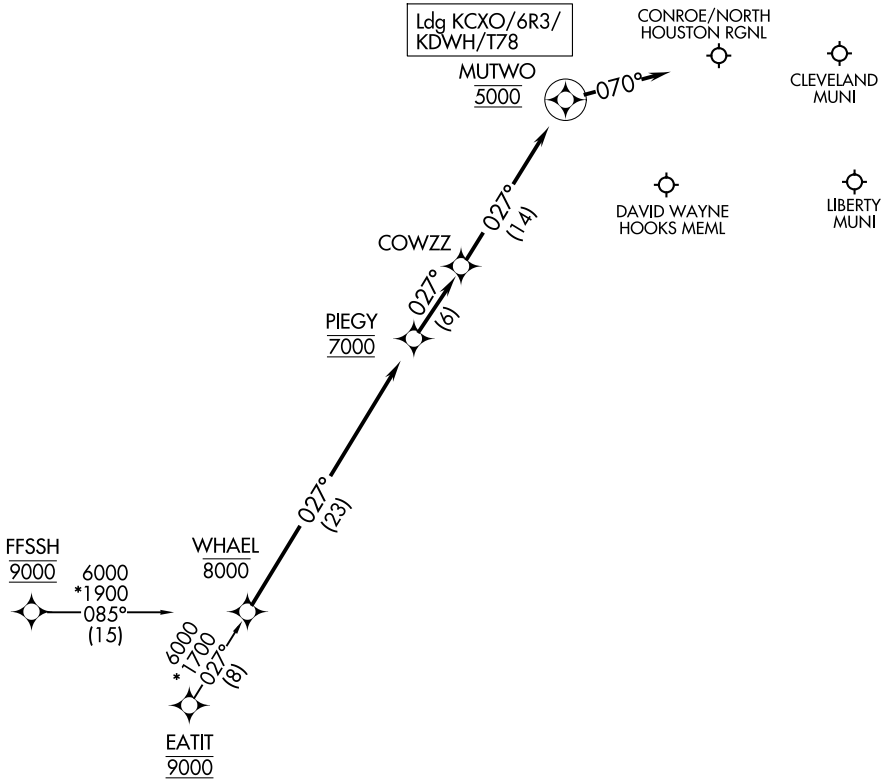 Ldg KCXO/6R3/
KDWH/T78
MUTWO
5000
070°
CONROE/NORTH
HOUSTON RGNL
CLEVELAND
MUNI
DAVID WAYNE
HOOKS MEML
LIBERTY
MUNI
027°
(14)
COWZZ
027°
(6)
PIEGY
7000
027°
(23)
FFSSH
9000
6000
*1900
085°
(15)
WHAEL
8000
6000
*1700
027°
(8)
EATIT
9000